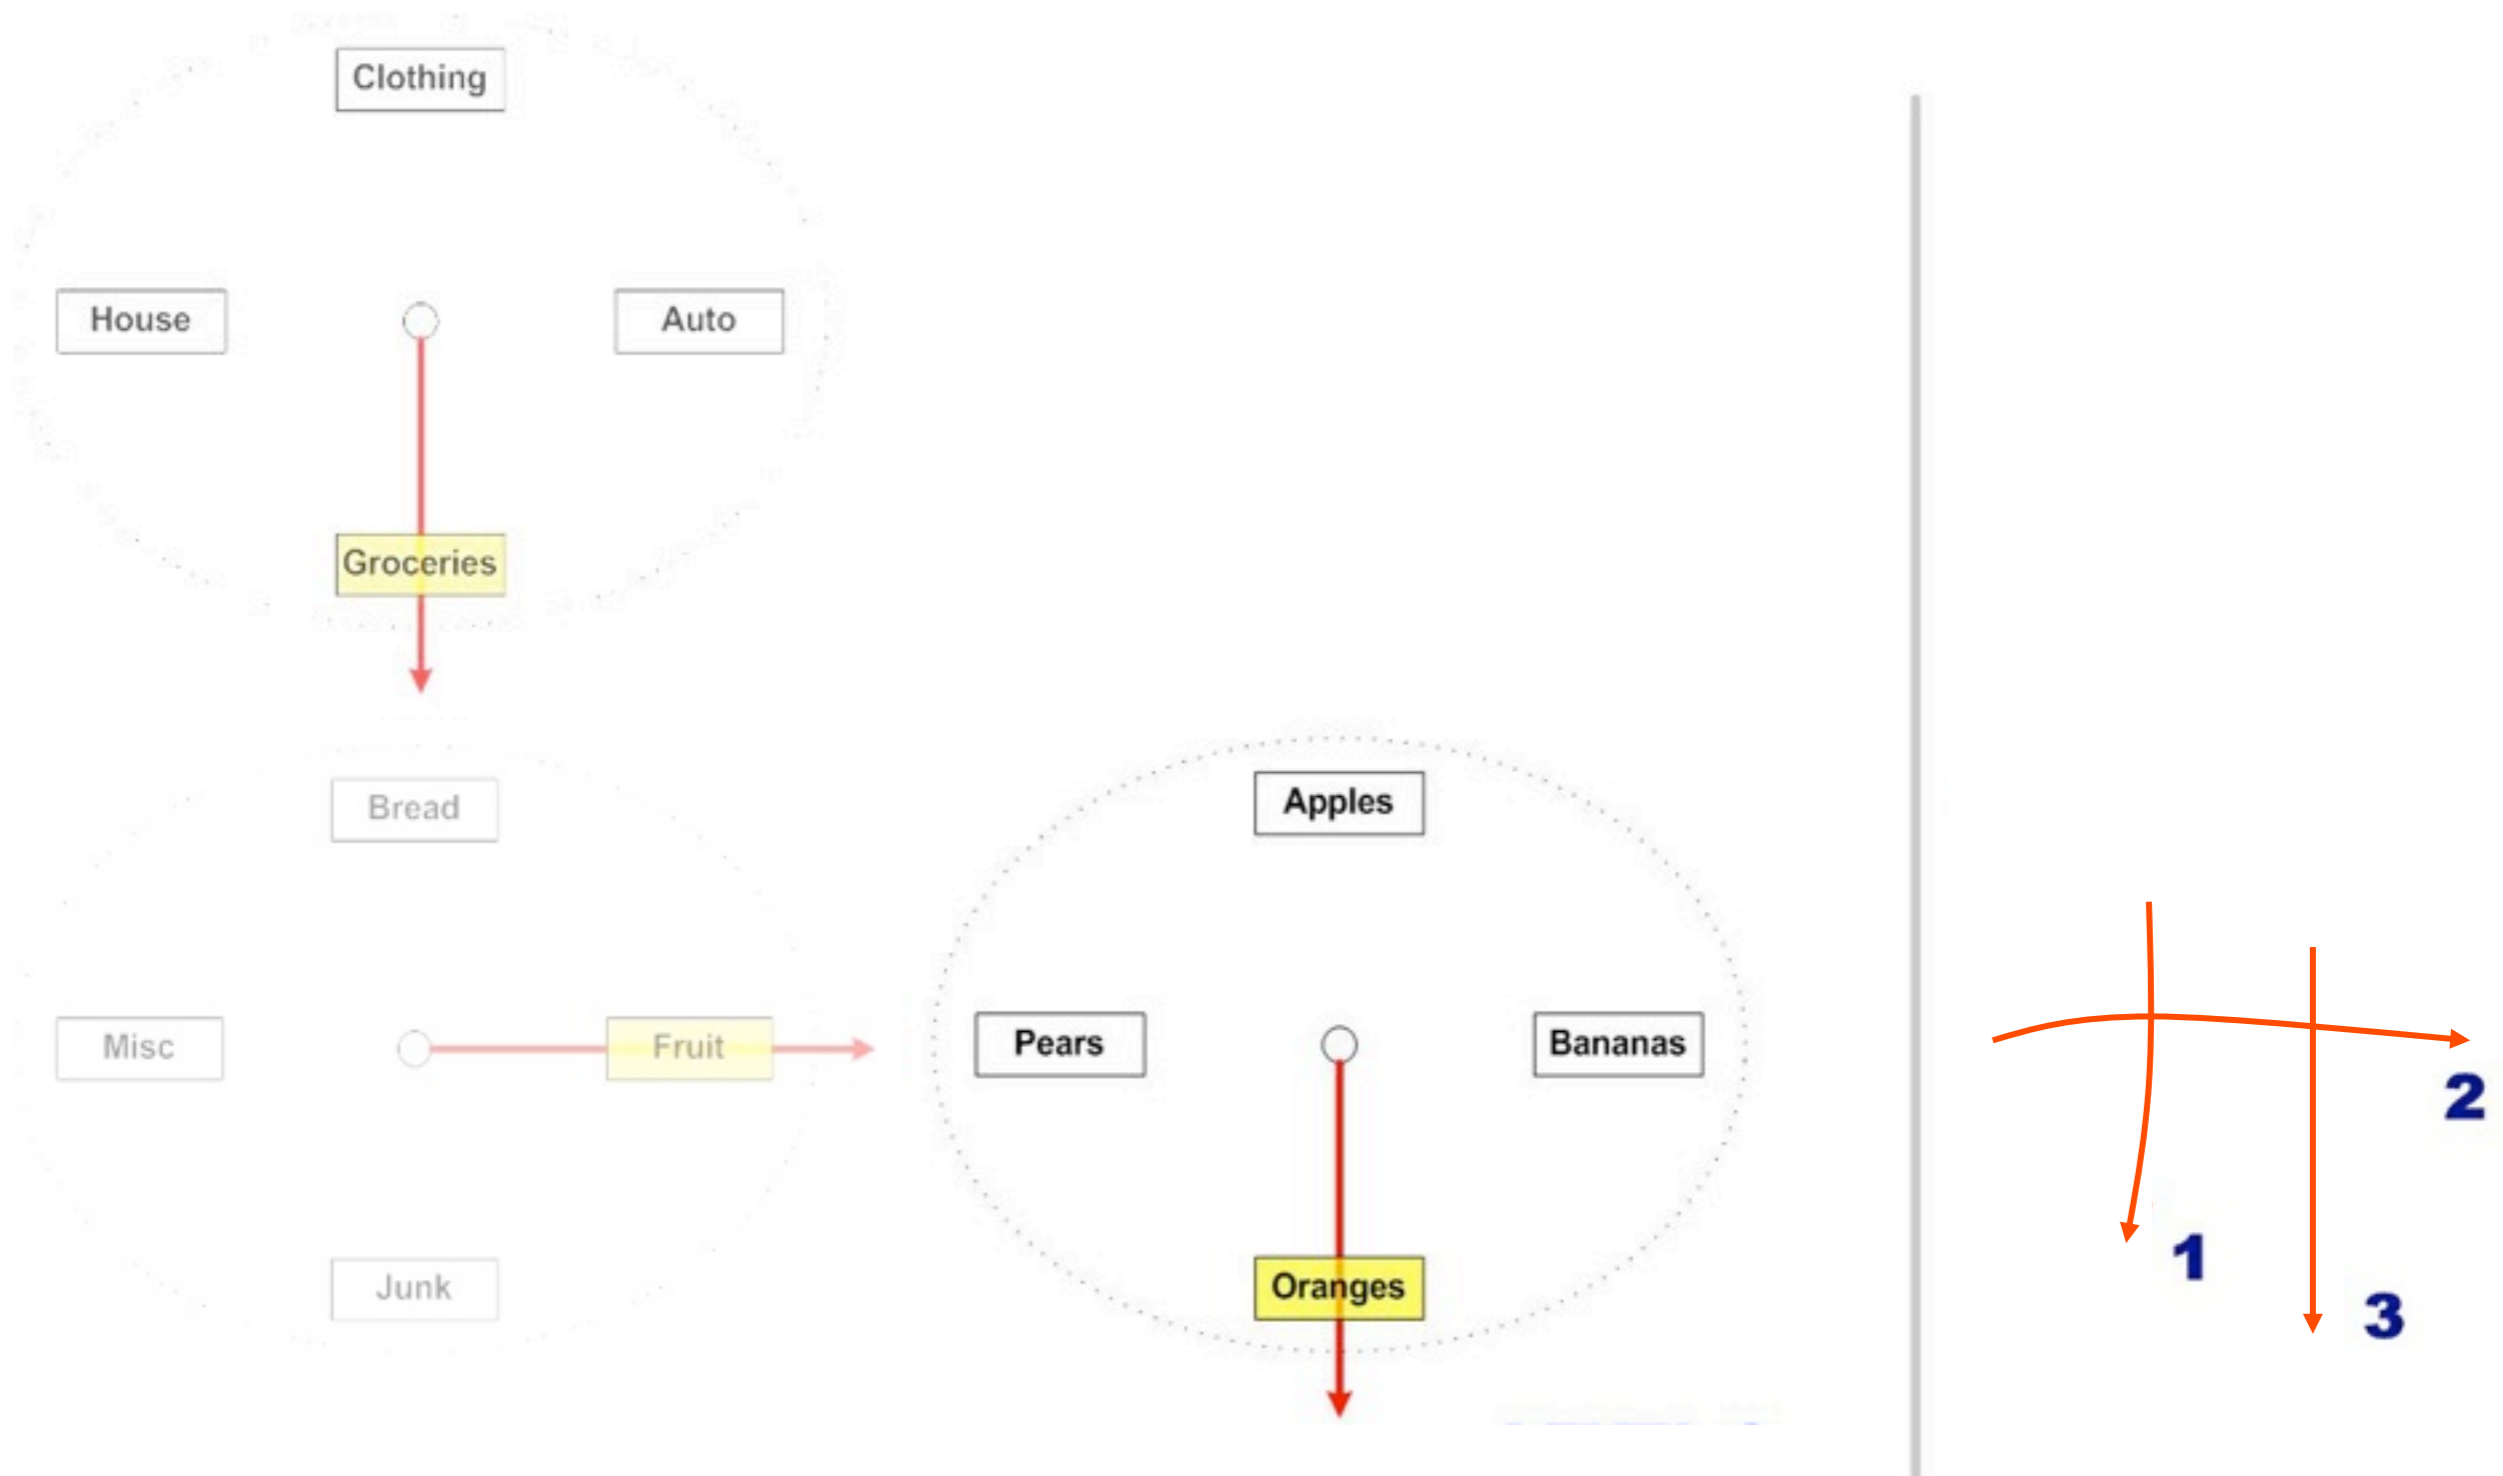 Clothing
House
Auto
Groceries
Bread
Misc
Fruit
Junk
Apples
Pears
Bananas
Oranges
2
1
3